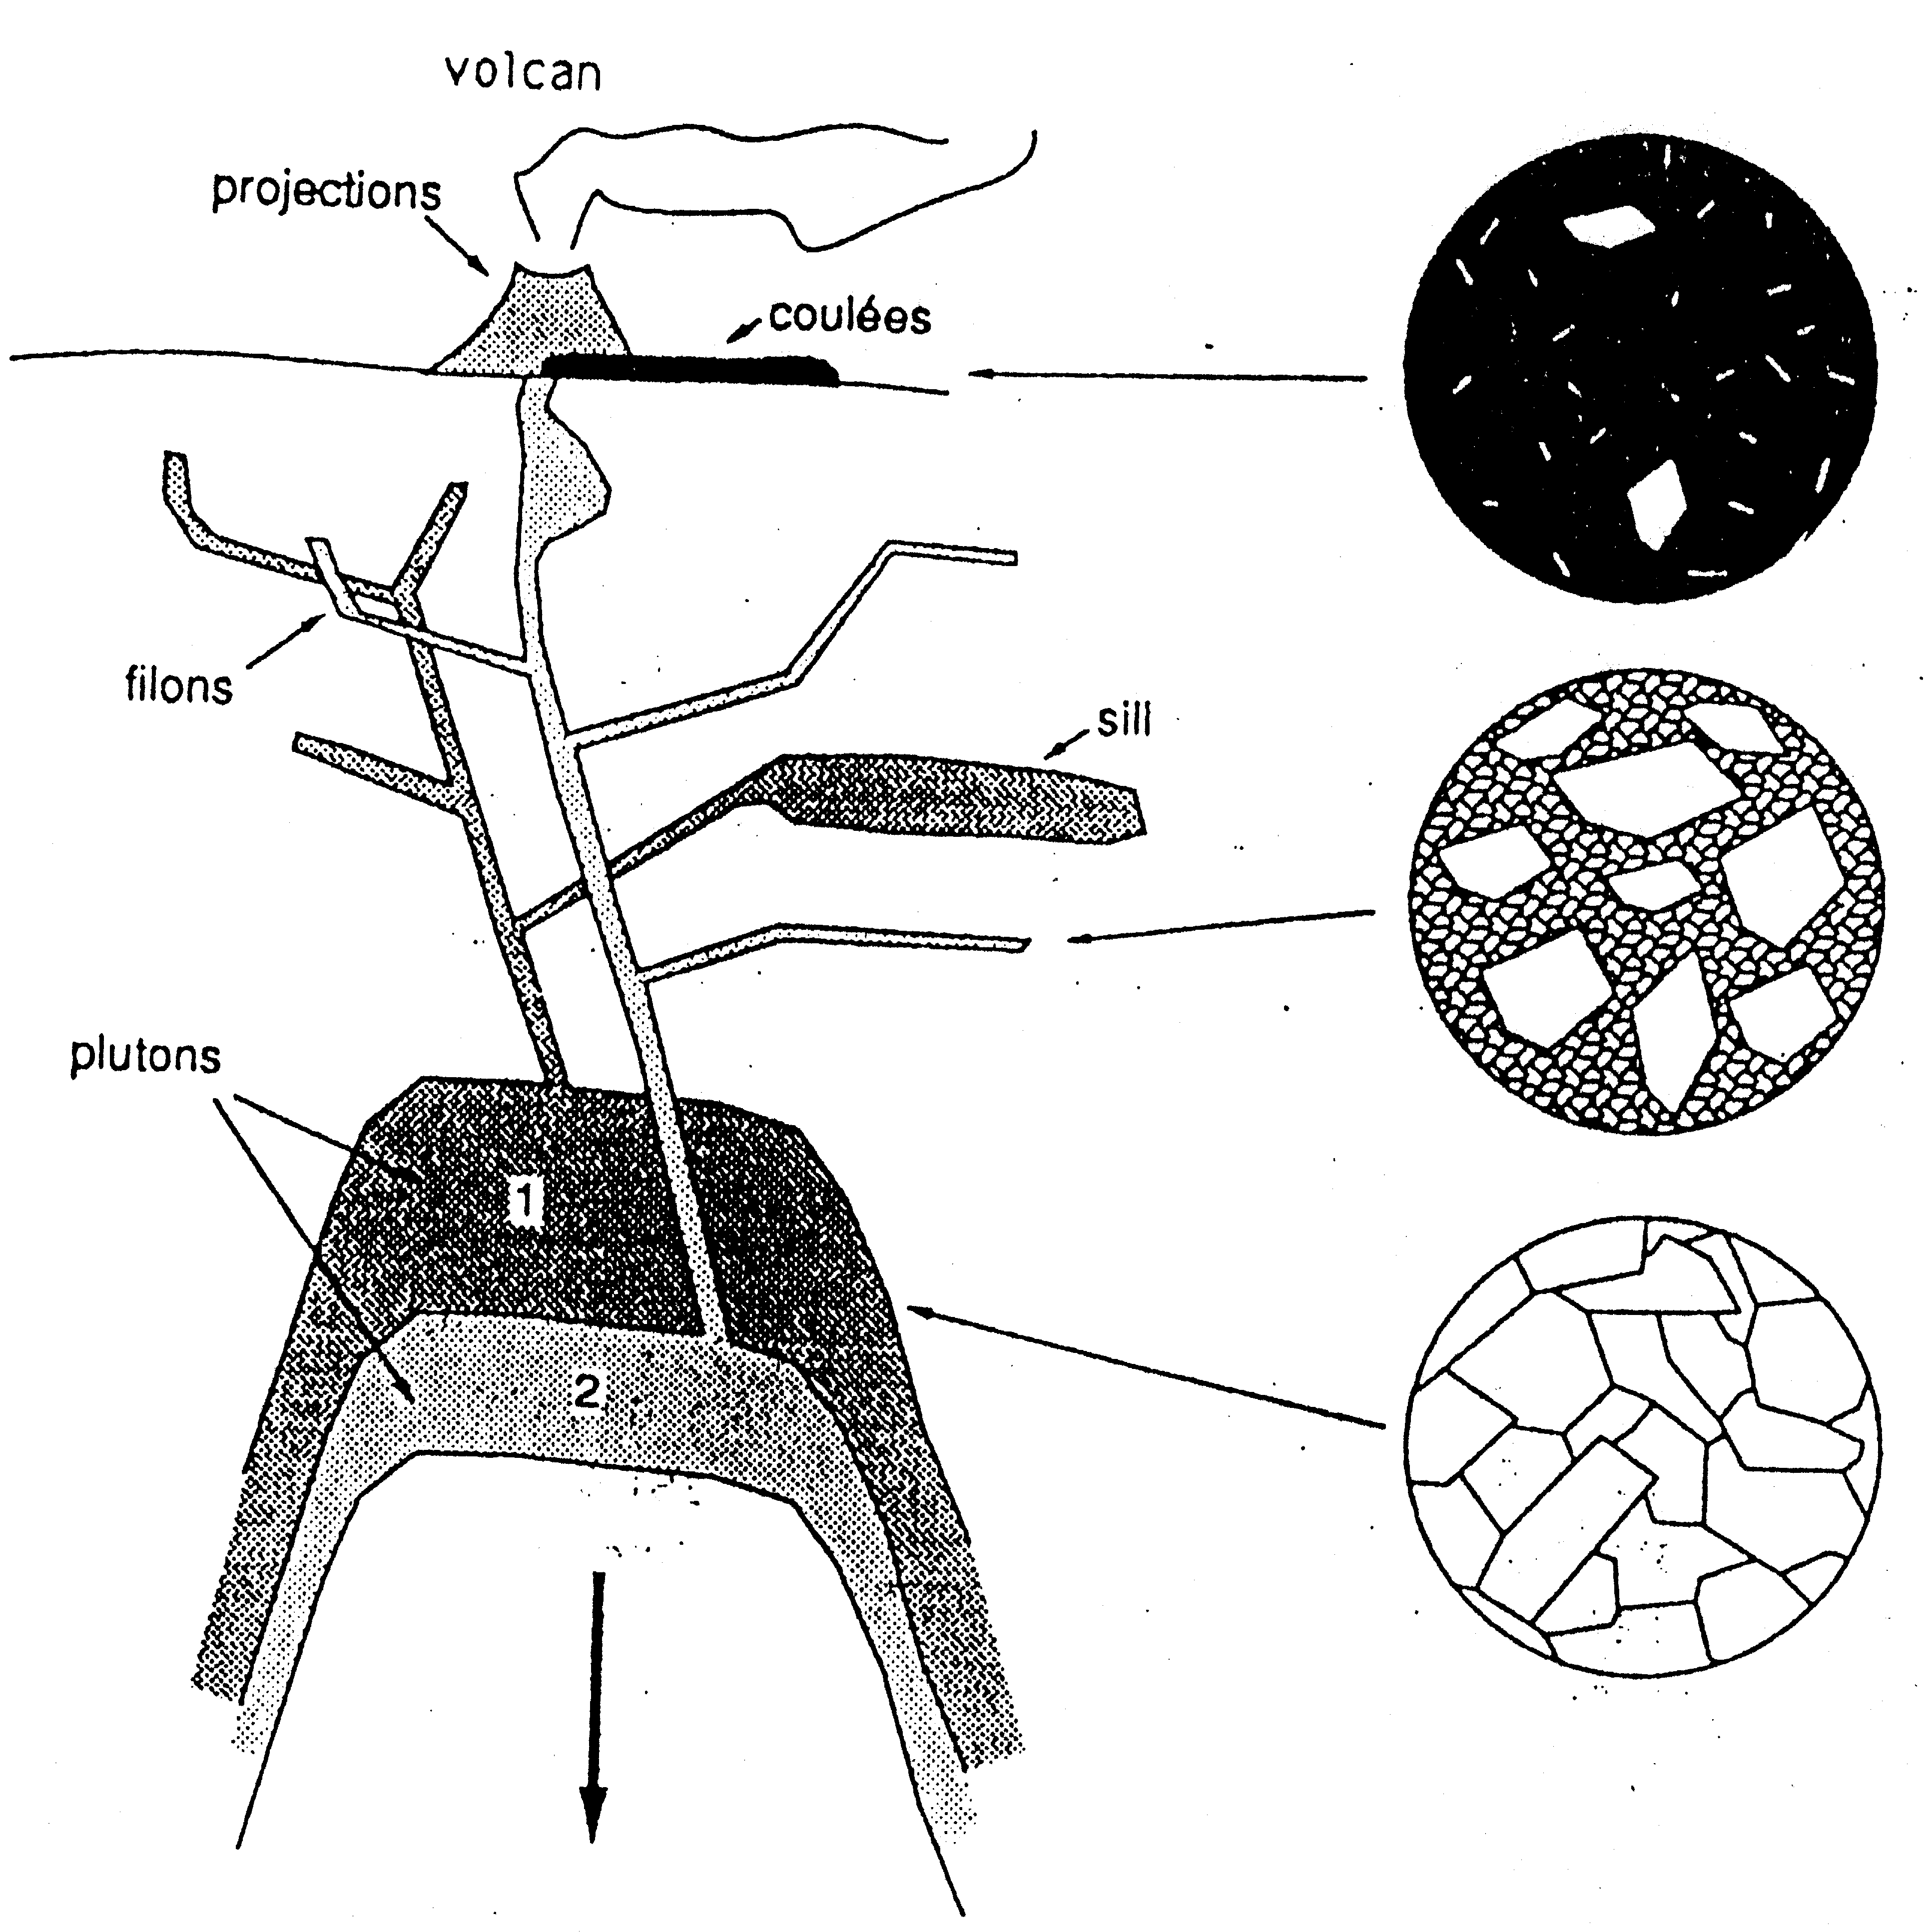 volcan
projections
coulées
filons
sill
plutons
1
2